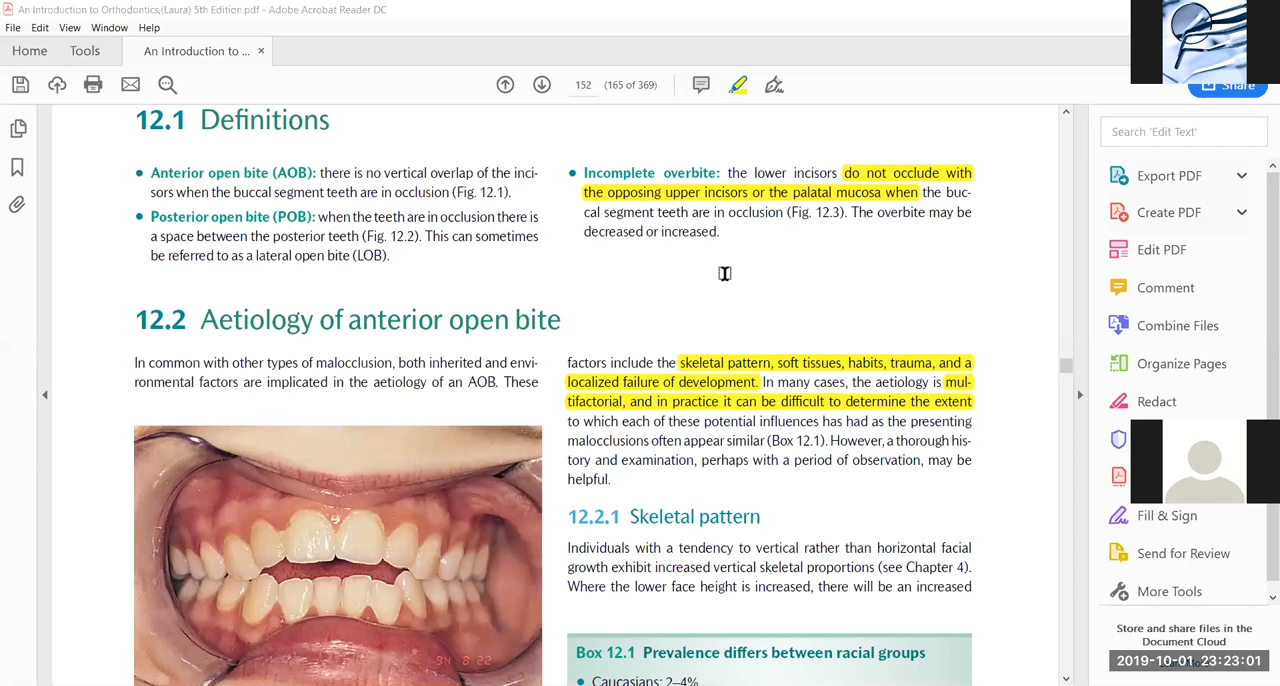 An Introduction to Orthodontics,(Laura) 5th Edition.pdf - Adobe Acrobat Reader DC
File Edit View Window Help
Home Tools An Introduction to ... ×
152 (165 of 369)
Share
12.1 Definitions
• Anterior open bite (AOB): there is no vertical overlap of the inci-
sors when the buccal segment teeth are in occlusion (Fig. 12.1).
• Posterior open bite (POB): when the teeth are in occlusion there is
a space between the posterior teeth (Fig. 12.2). This can sometimes
be referred to as a lateral open bite (LOB).
• Incomplete overbite: the lower incisors do not occlude with
the opposing upper incisors or the palatal mucosa when the buc-
cal segment teeth are in occlusion (Fig. 12.3). The overbite may be
decreased or increased.
12.2 Aetiology of anterior open bite
In common with other types of malocclusion, both inherited and envi-
ronmental factors are implicated in the aetiology of an AOB. These
factors include the skeletal pattern, soft tissues, habits, trauma, and a
localized failure of development. In many cases, the aetiology is mul-
tifactorial, and in practice it can be difficult to determine the extent
to which each of these potential influences has had as the presenting
malocclusions often appear similar (Box 12.1). However, a thorough his-
tory and examination, perhaps with a period of observation, may be
helpful.
12.2.1 Skeletal pattern
Individuals with a tendency to vertical rather than horizontal facial
growth exhibit increased vertical skeletal proportions (see Chapter 4).
Where the lower face height is increased, there will be an increased
Box 12.1 Prevalence differs between racial groups
• Caucasians: 2–4%
94 8 22
Search 'Edit Text'
Export PDF
Create PDF
Edit PDF
Comment
Combine Files
Organize Pages
Redact
Fill & Sign
Send for Review
More Tools
Store and share files in the
Document Cloud
2019-10-01 23:23:01